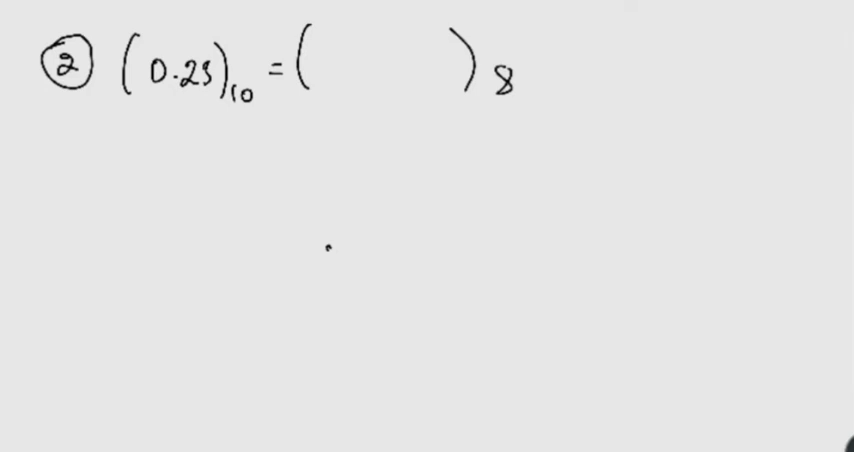 ② (0.25)₁₀ = (      )₈